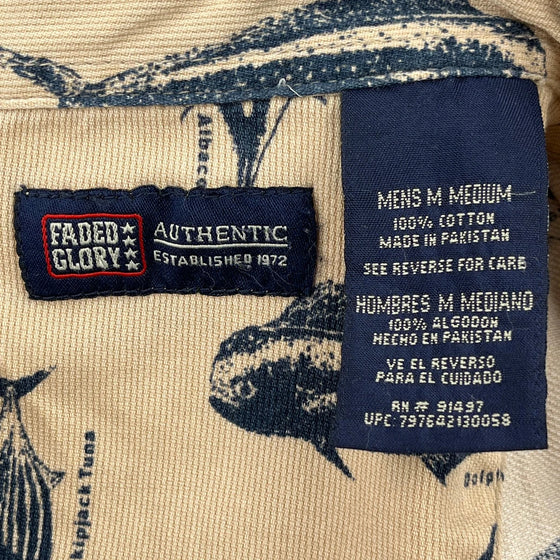 Albaco
FADED
GLORY
AUTHENTIC
ESTABLISHED 1972
MENS M MEDIUM
100% COTTON
MADE IN PAKISTAN
SEE REVERSE FOR CARE
HOMBRES M MEDIANO
100% ALGODON
HECHO EN PAKISTAN
VE EL REVERSO
PARA EL CUIDADO
RN # 91497
UPC: 797642130058
kipjack Tuna
Dolph